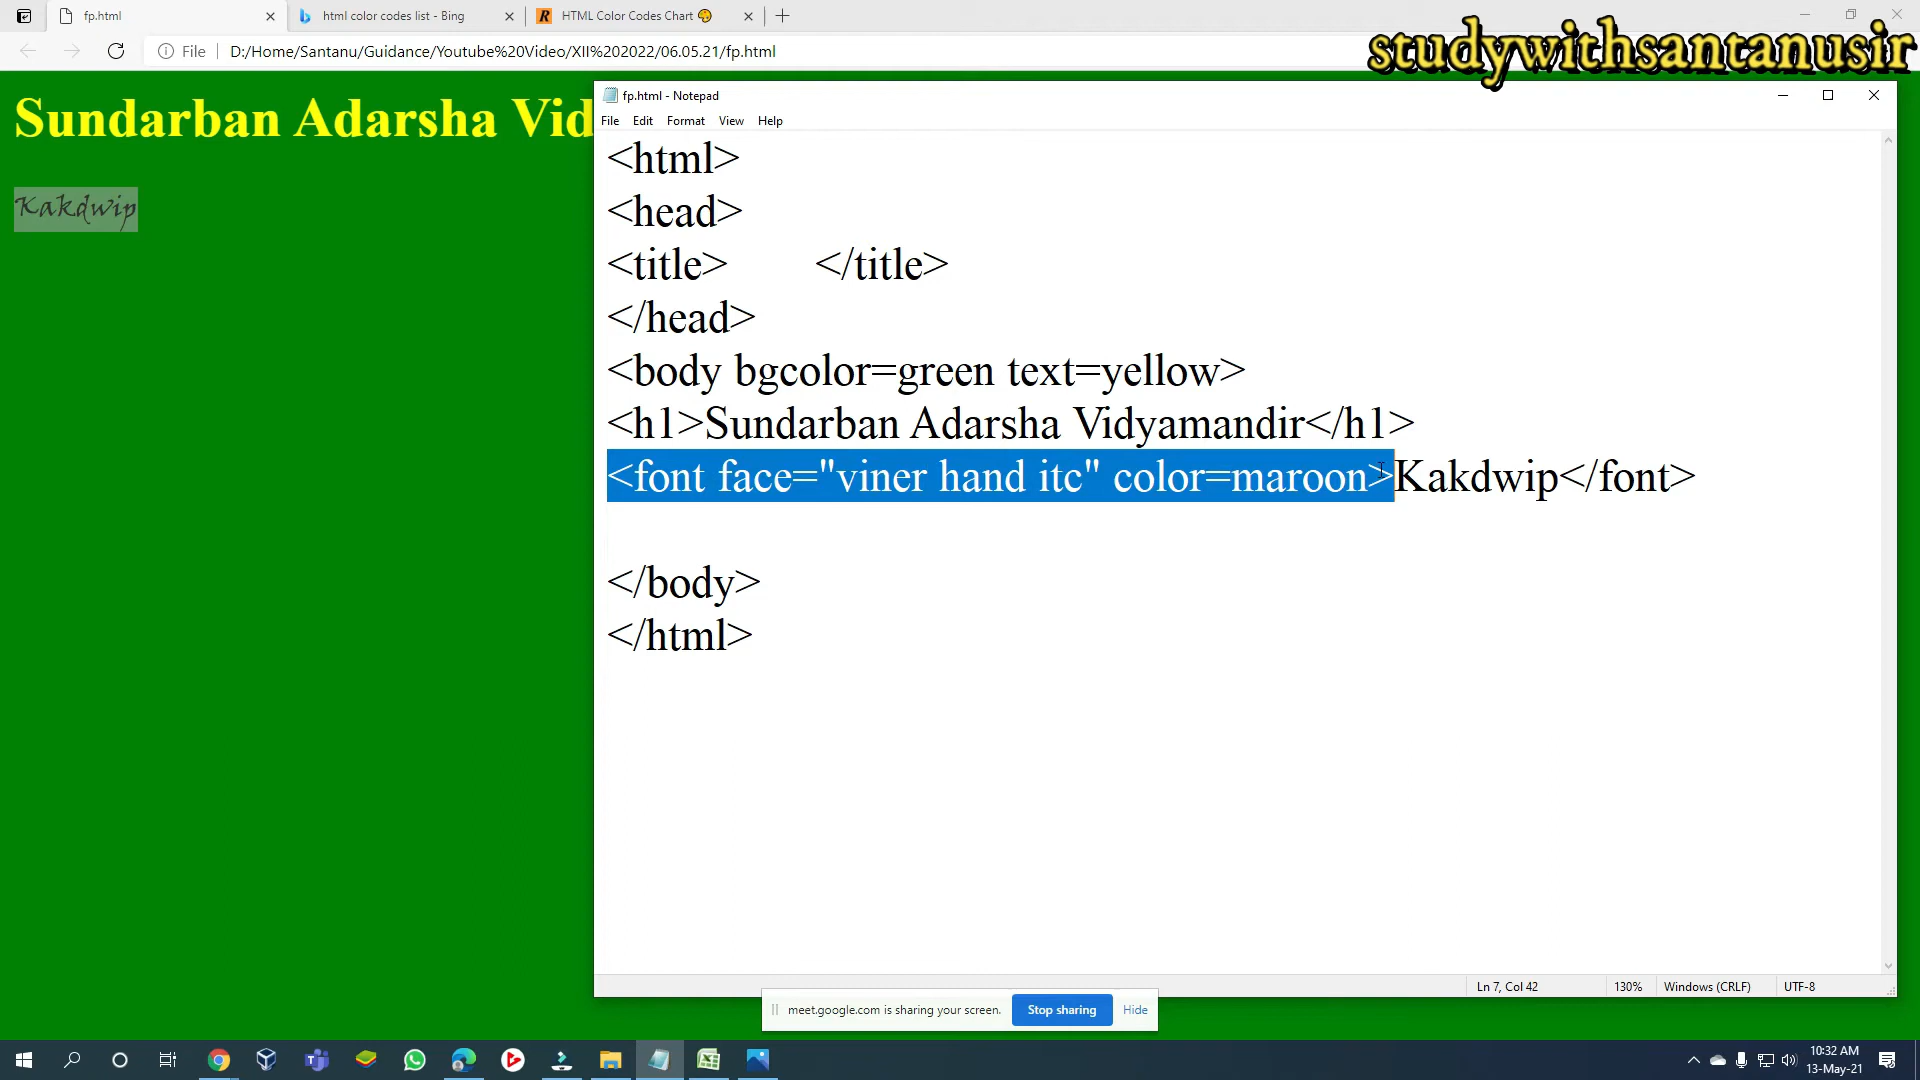 fp.html
html color codes list - Bing
HTML Color Codes Chart
File
D:/Home/Santanu/Guidance/Youtube%20Video/XII%202022/06.05.21/fp.html
studywithsantanusir
Sundarban Adarsha Vid
Kakdwip
fp.html - Notepad
File Edit Format View Help
<html>
<head>
<title> </title>
</head>
<body bgcolor=green text=yellow>
<h1>Sundarban Adarsha Vidyamandir</h1>
<font face="viner hand itc" color=maroon>Kakdwip</font>
</body>
</html>
Ln 7, Col 42 130% Windows (CRLF) UTF-8
meet.google.com is sharing your screen. Stop sharing Hide
10:32 AM
13-May-21